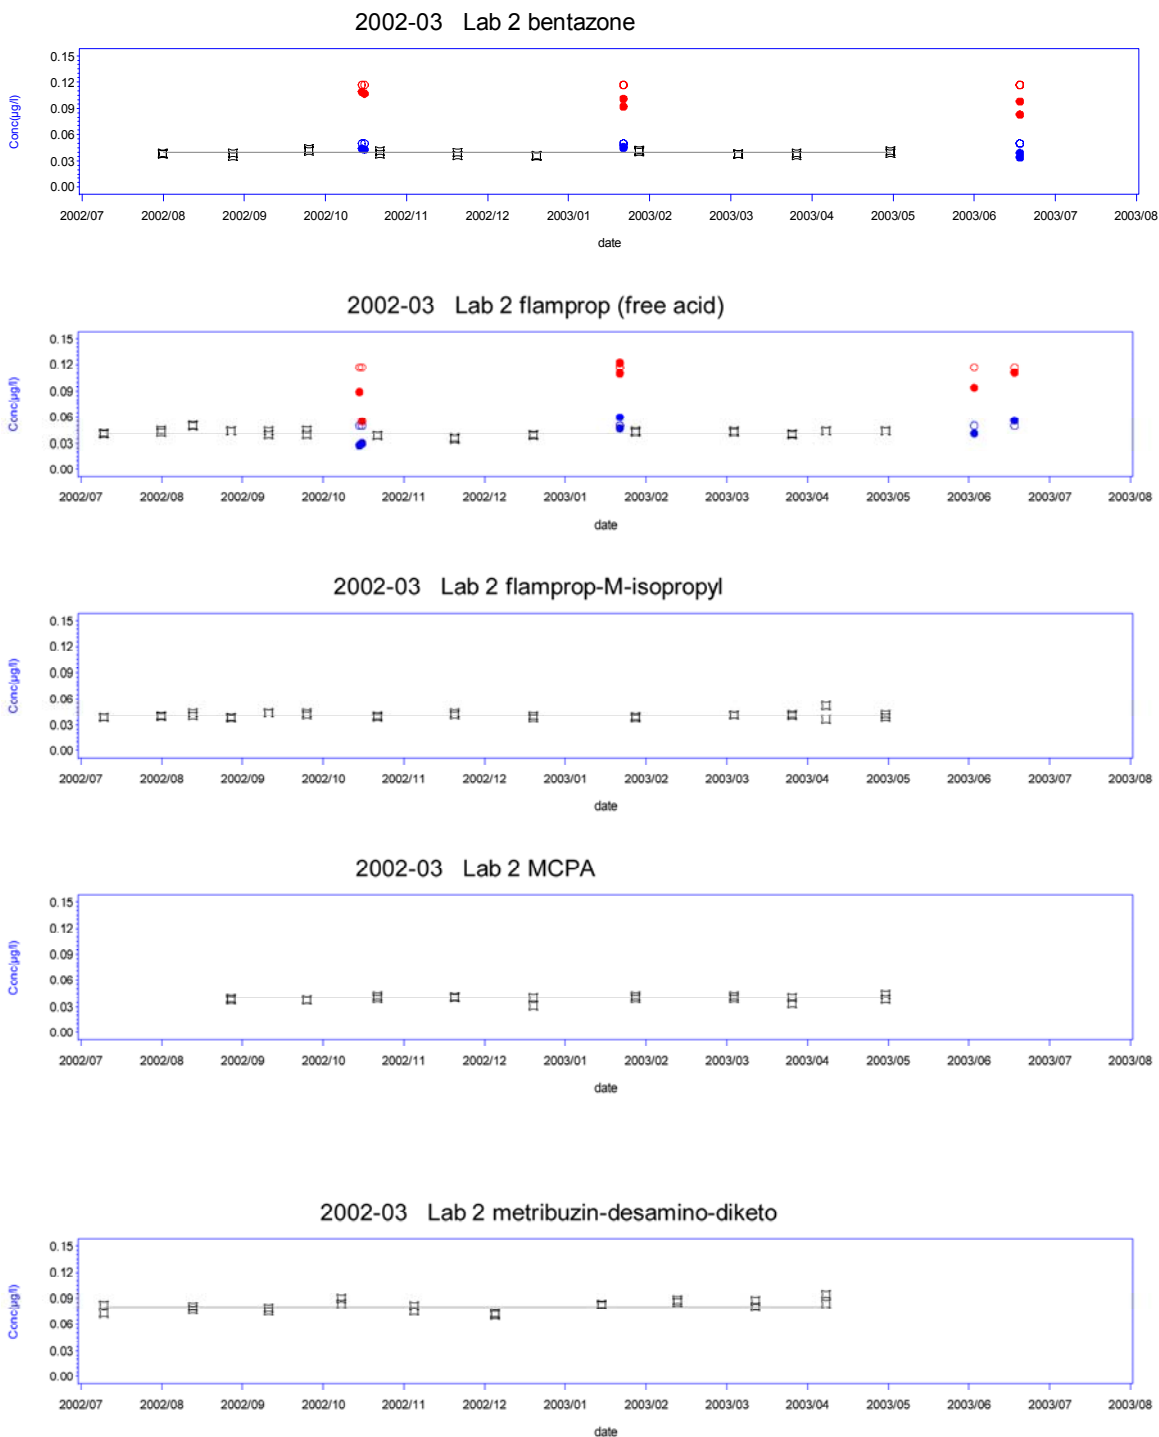 2002-03 Lab 2 bentazone
Conc(µg/l)
0.15
0.12
0.09
0.06
0.03
0.00
2002/07 2002/08 2002/09 2002/10 2002/11 2002/12 2003/01 2003/02 2003/03 2003/04 2003/05 2003/06 2003/07 2003/08
date
2002-03 Lab 2 flamprop (free acid)
Conc(µg/l)
0.15
0.12
0.09
0.06
0.03
0.00
2002/07 2002/08 2002/09 2002/10 2002/11 2002/12 2003/01 2003/02 2003/03 2003/04 2003/05 2003/06 2003/07 2003/08
date
2002-03 Lab 2 flamprop-M-isopropyl
Conc(µg/l)
0.15
0.12
0.09
0.06
0.03
0.00
2002/07 2002/08 2002/09 2002/10 2002/11 2002/12 2003/01 2003/02 2003/03 2003/04 2003/05 2003/06 2003/07 2003/08
date
2002-03 Lab 2 MCPA
Conc(µg/l)
0.15
0.12
0.09
0.06
0.03
0.00
2002/07 2002/08 2002/09 2002/10 2002/11 2002/12 2003/01 2003/02 2003/03 2003/04 2003/05 2003/06 2003/07 2003/08
date
2002-03 Lab 2 metribuzin-desamino-diketo
Conc(µg/l)
0.15
0.12
0.09
0.06
0.03
0.00
2002/07 2002/08 2002/09 2002/10 2002/11 2002/12 2003/01 2003/02 2003/03 2003/04 2003/05 2003/06 2003/07 2003/08
date